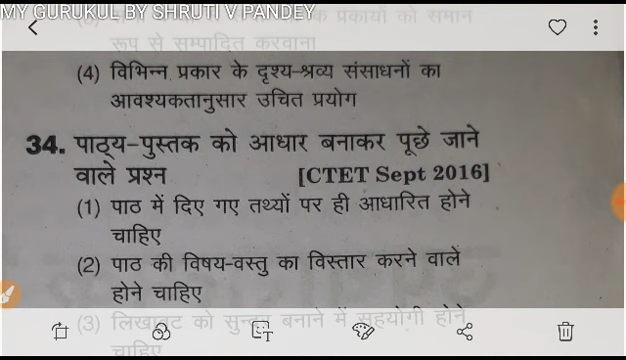 MY GURUKUL BY SHRUTI V PANDEY
प्रकार्यों को समान
रूप से सम्पादित करवाना
(4) विभिन्न प्रकार के दृश्य-श्रव्य संसाधनों का
आवश्यकतानुसार उचित प्रयोग
34. पाठ्य-पुस्तक को आधार बनाकर पूछे जाने
वाले प्रश्न [CTET Sept 2016]
(1) पाठ में दिए गए तथ्यों पर ही आधारित होने
चाहिए
(2) पाठ की विषय-वस्तु का विस्तार करने वाले
होने चाहिए
(3) लिखावट को सुन्दर बनाने में सहयोगी होने
चाहिए